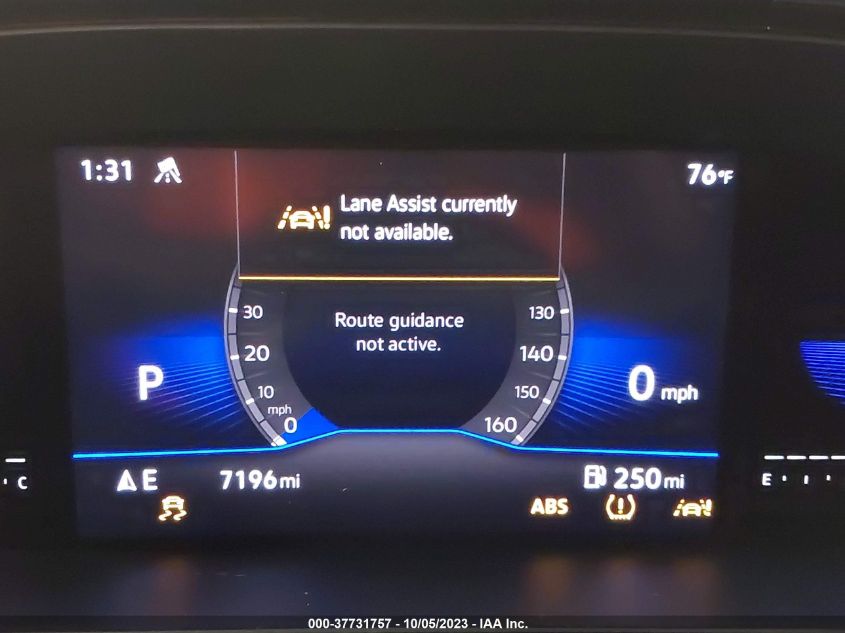 1:31
76°F
Lane Assist currently
not available.
30
130
Route guidance
not active.
20
140
P
0 mph
10
150
mph
0
160
C
E
7196 mi
250 mi
E
ABS
000-37731757 - 10/05/2023 - IAA Inc.